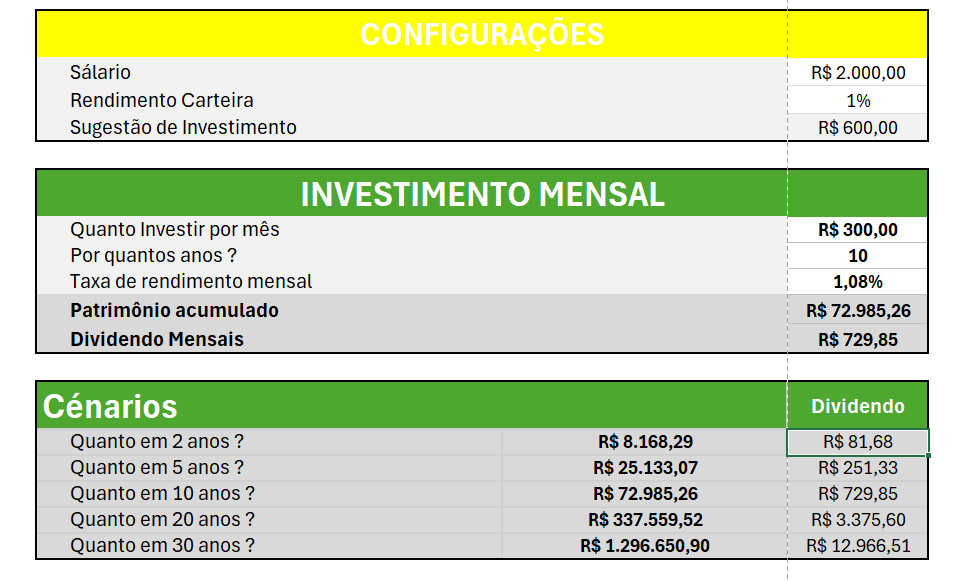 CONFIGURAÇÕES
Sálario R$ 2.000,00
Rendimento Carteira 1%
Sugestão de Investimento R$ 600,00
INVESTIMENTO MENSAL
Quanto Investir por mês R$ 300,00
Por quantos anos ? 10
Taxa de rendimento mensal 1,08%
Patrimônio acumulado R$ 72.985,26
Dividendo Mensais R$ 729,85
Cénarios Dividendo
Quanto em 2 anos ? R$ 8.168,29 R$ 81,68
Quanto em 5 anos ? R$ 25.133,07 R$ 251,33
Quanto em 10 anos ? R$ 72.985,26 R$ 729,85
Quanto em 20 anos ? R$ 337.559,52 R$ 3.375,60
Quanto em 30 anos ? R$ 1.296.650,90 R$ 12.966,51